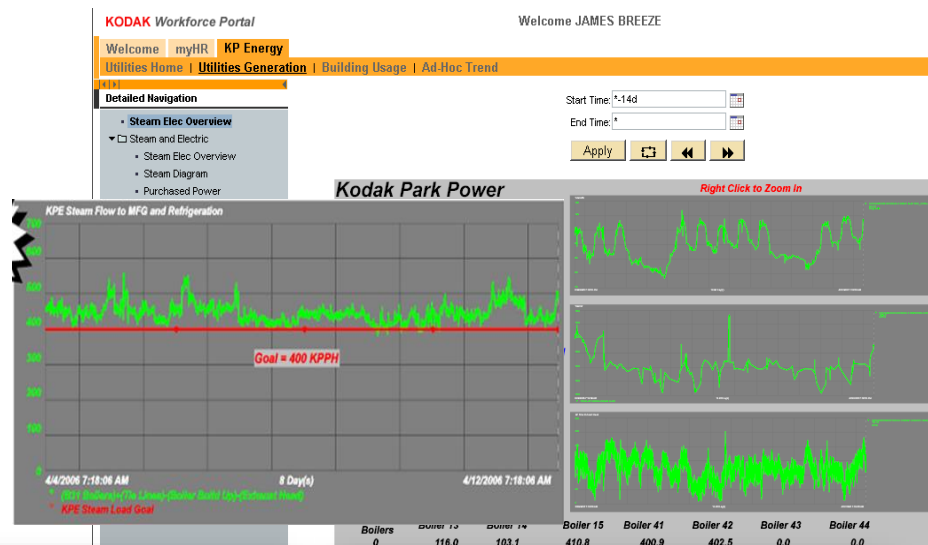 KODAK Workforce Portal
Welcome JAMES BREEZE
Welcome myHR KP Energy
Utilities Home | Utilities Generation | Building Usage | Ad-Hoc Trend
Detailed Navigation
Steam Elec Overview
Steam and Electric
Steam Elec Overview
Steam Diagram
Purchased Power
Start Time: *-14d
End Time: *
Apply
Kodak Park Power
Right Click to Zoom in
KPE Steam Flow to MFG and Refrigeration
700
600
500
400
300
200
100
0
Goal = 400 KPPH
4/4/2006 7:18:06 AM
8 Day(s)
4/12/2006 7:18:06 AM
KPE Steam Load Goal
Boilers Boiler 13 Boiler 14 Boiler 15 Boiler 41 Boiler 42 Boiler 43 Boiler 44
0 116.0 103.1 410.8 400.9 402.5 0.0 0.0